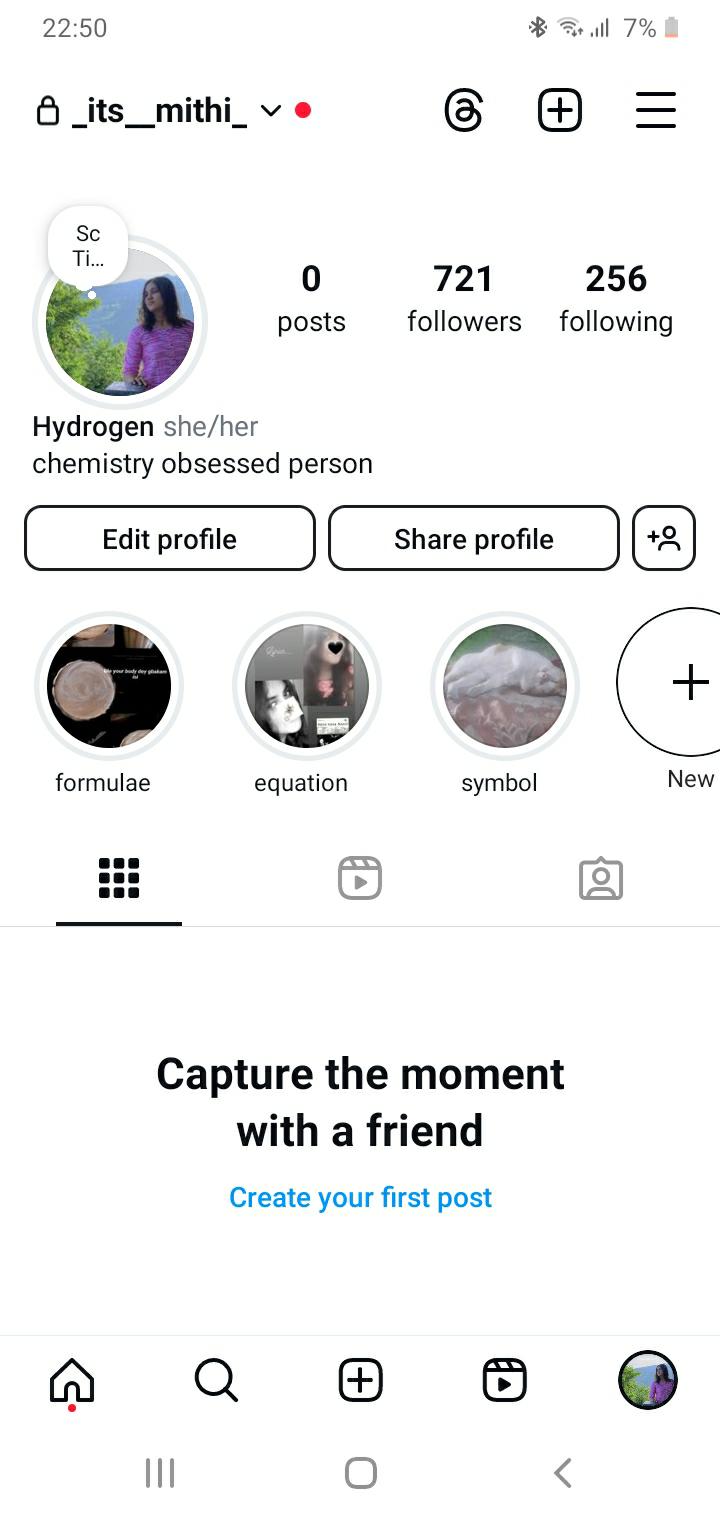 22:50
7%
_its__mithi_
Sc
Ti...
0
posts
721
followers
256
following
Hydrogen she/her
chemistry obsessed person
Edit profile
Share profile
formulae
equation
symbol
New
Capture the moment
with a friend
Create your first post